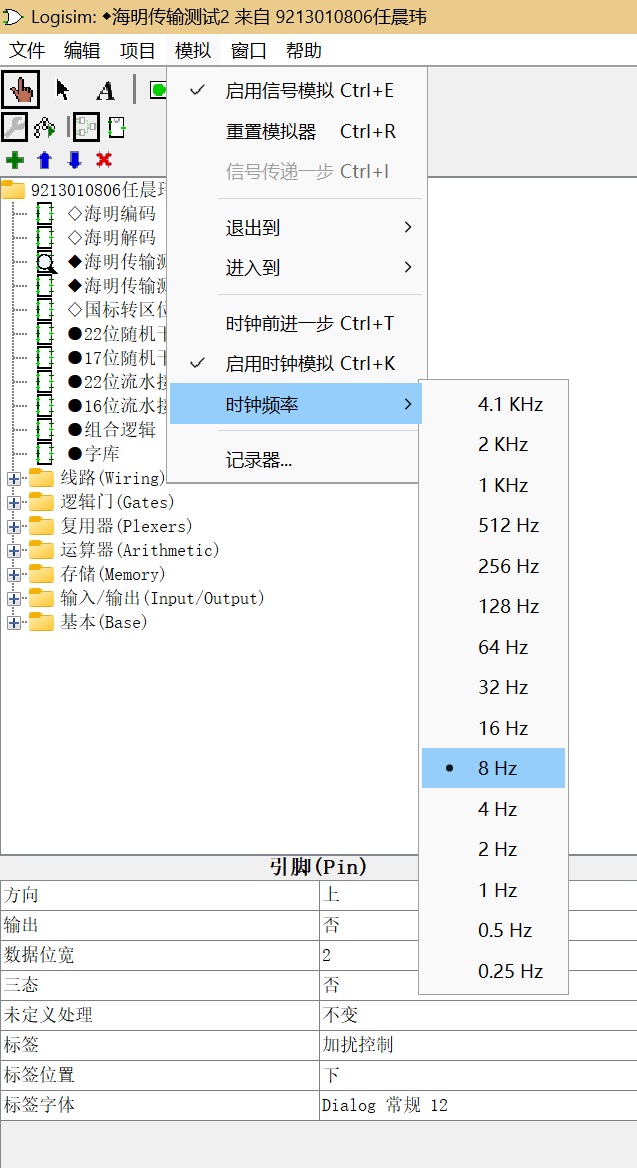 Logisim: ◆海明传输测试2 来自 9213010806任晨玮
文件 编辑 项目 模拟 窗口 帮助
启用信号模拟 Ctrl+E
重置模拟器 Ctrl+R
信号传递一步 Ctrl+I
退出到
进入到
时钟前进一步 Ctrl+T
启用时钟模拟 Ctrl+K
时钟频率
记录器...
4.1 KHz
2 KHz
1 KHz
512 Hz
256 Hz
128 Hz
64 Hz
32 Hz
16 Hz
8 Hz
4 Hz
2 Hz
1 Hz
0.5 Hz
0.25 Hz
9213010806任晨玮
◇海明编码
◇海明解码
◆海明传输测
◆海明传输测
◇国标转区位
●22位随机干
●17位随机干
●22位流水接
●16位流水接
●组合逻辑
●字库
线路(Wiring)
逻辑门(Gates)
复用器(Plexers)
运算器(Arithmetic)
存储(Memory)
输入/输出(Input/Output)
基本(Base)
引脚(Pin)
方向 上
输出 否
数据位宽 2
三态 否
未定义处理 不变
标签 加扰控制
标签位置 下
标签字体 Dialog 常规 12